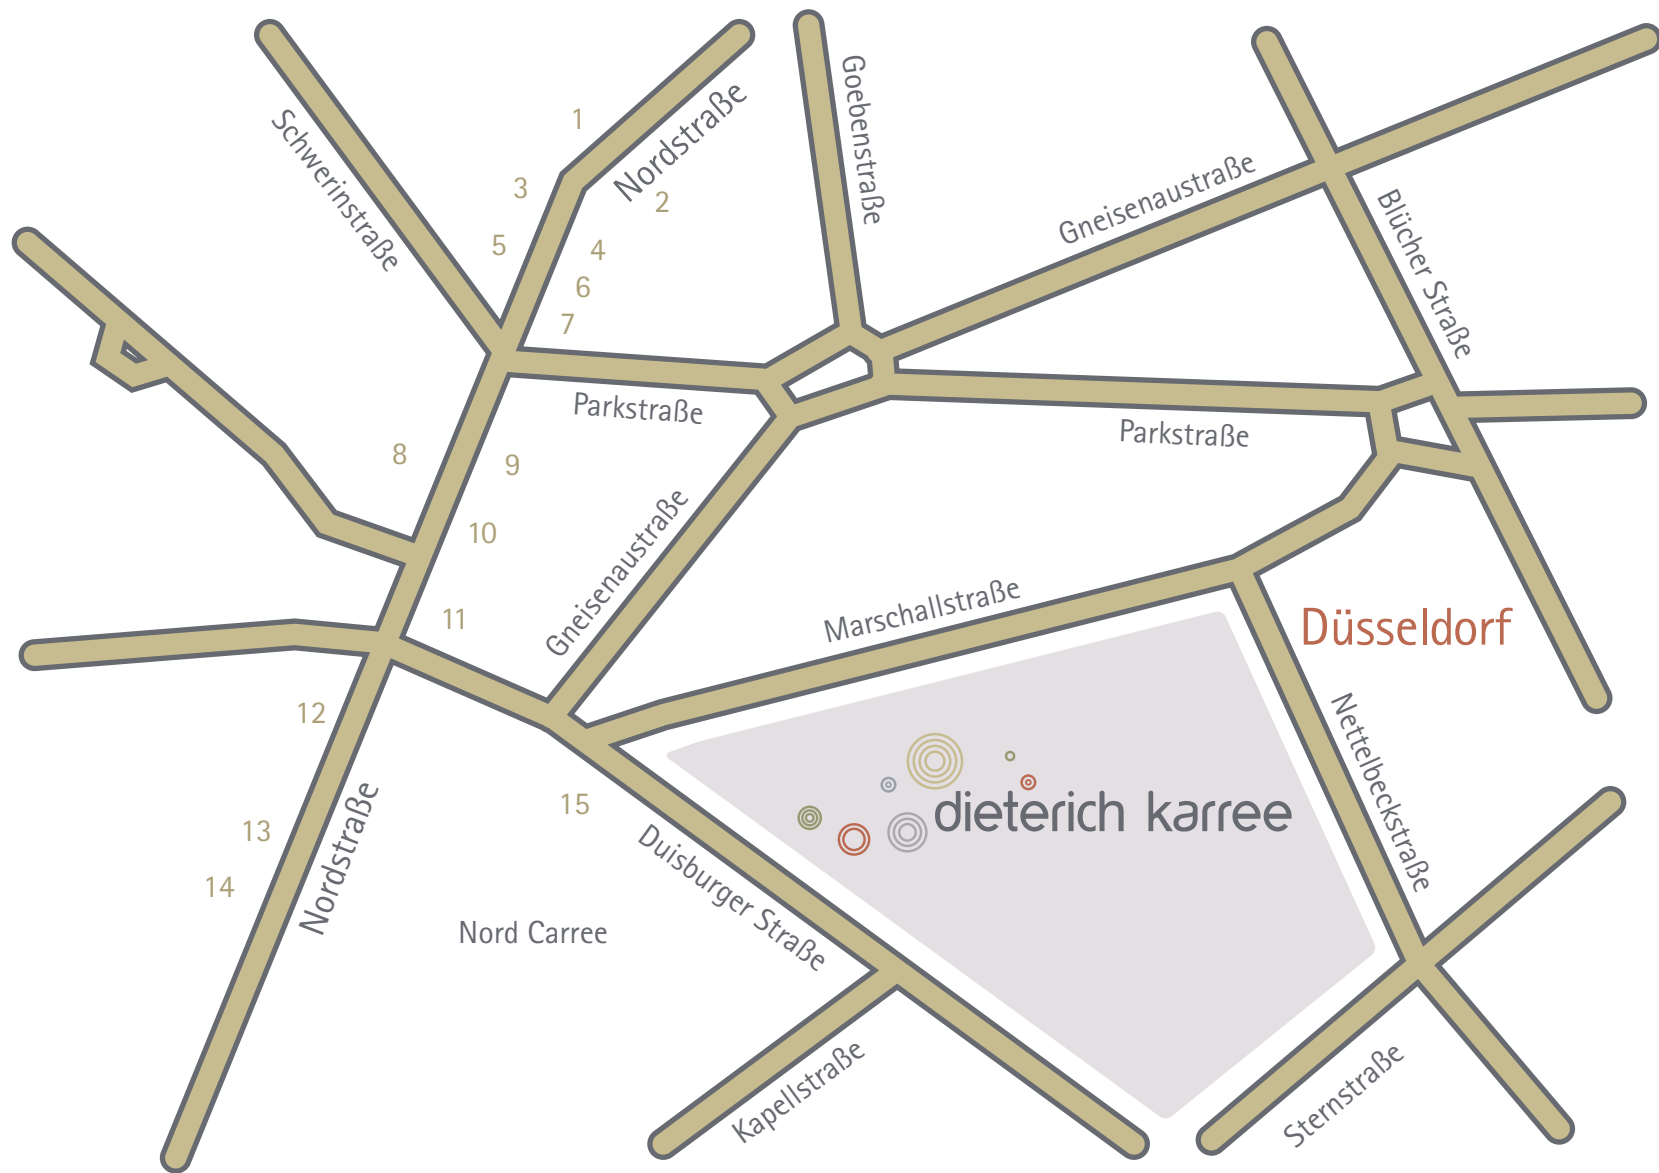 Goebenstraße
Nordstraße
Schwerinstraße
1
3
2
Gneisenaustraße
Blücher Straße
5
4
6
7
Parkstraße
Parkstraße
8
9
10
Gneisenaustraße
11
Marschallstraße
Düsseldorf
12
Nettelbeckstraße
15
dieterich karree
13
Nordstraße
14
Duisburger Straße
Nord Carree
Kapellstraße
Sternstraße